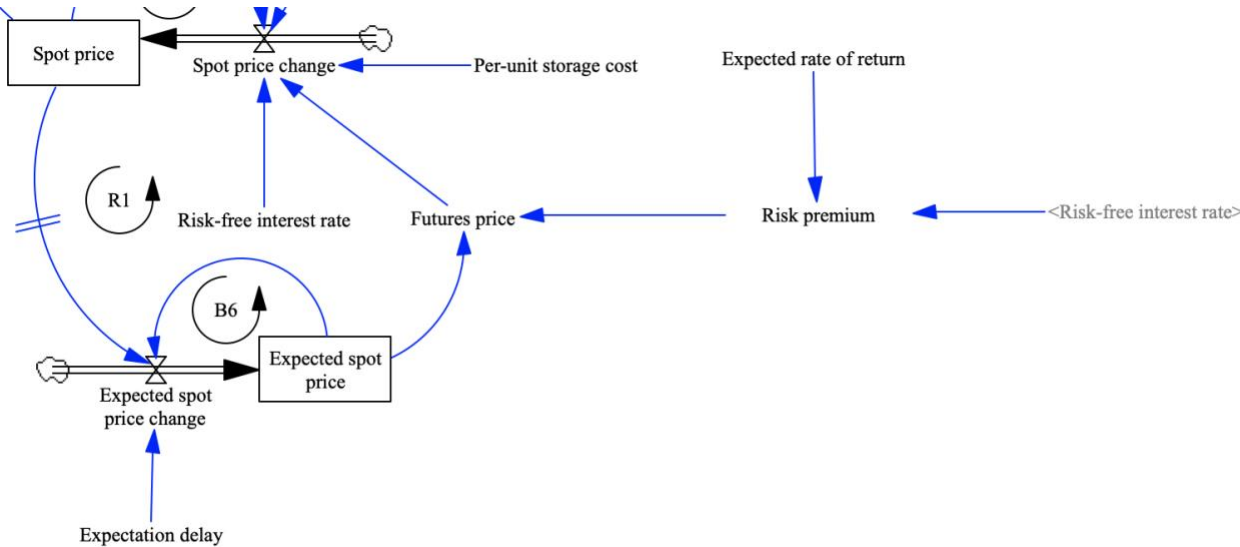 Spot price
Spot price change
Per-unit storage cost
Expected rate of return
R1
Risk-free interest rate
Futures price
Risk premium
<Risk-free interest rate>
B6
Expected spot
price
Expected spot
price change
Expectation delay